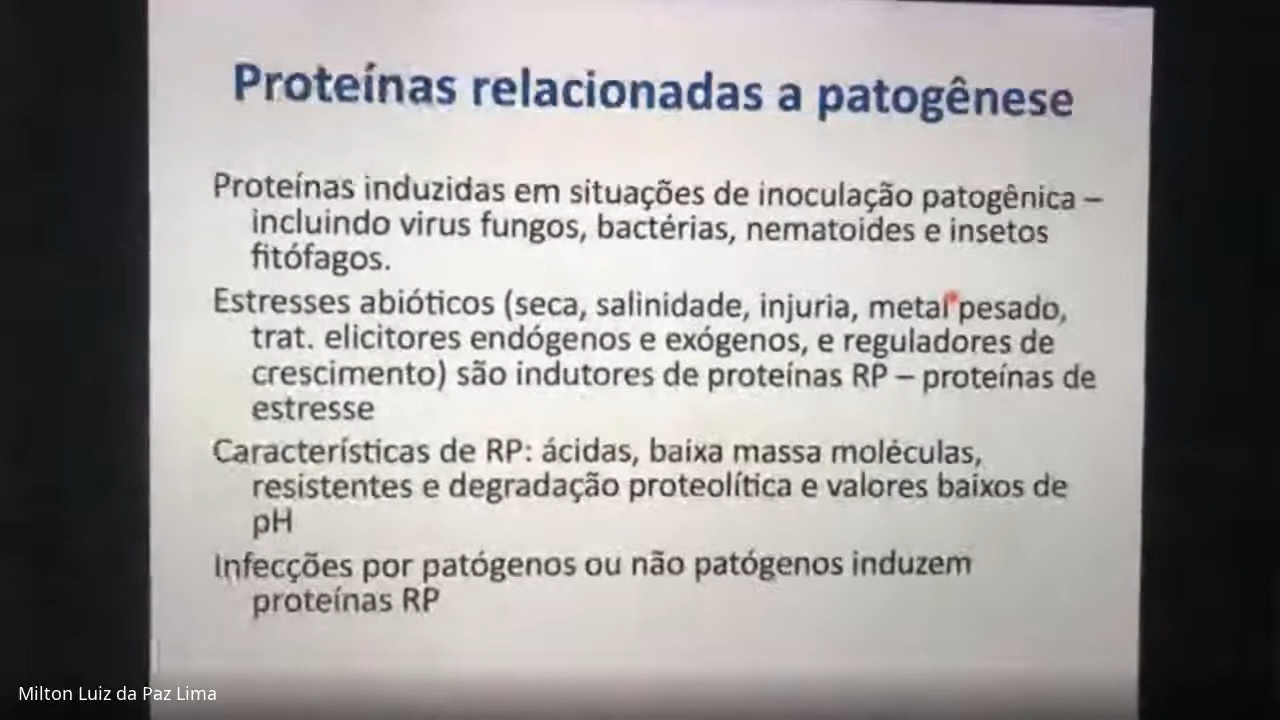 Proteínas relacionadas a patogênese
Proteínas induzidas em situações de inoculação patogênica –
incluindo virus fungos, bactérias, nematoides e insetos
fitófagos.
Estresses abióticos (seca, salinidade, injuria, metal pesado,
trat. elicitores endógenos e exógenos, e reguladores de
crescimento) são indutores de proteínas RP – proteínas de
estresse
Características de RP: ácidas, baixa massa moléculas,
resistentes e degradação proteolítica e valores baixos de
pH
Infecções por patógenos ou não patógenos induzem
proteínas RP
Milton Luiz da Paz Lima